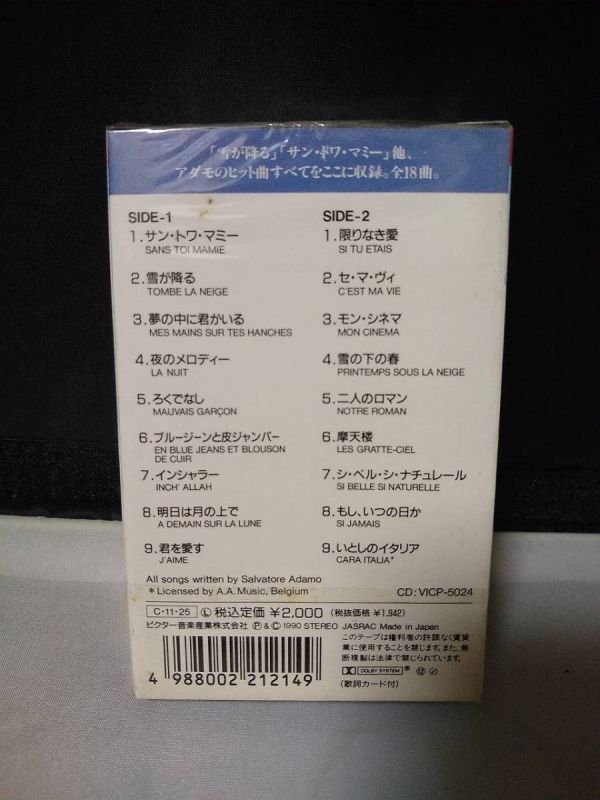 「雪が降る」「サン・トワ・マミー」他、
アダモのヒット曲すべてをここに収録。全18曲。
SIDE-1
1.サン・トワ・マミー
SANS TOI MAMIE
2.雪が降る
TOMBE LA NEIGE
3.夢の中に君がいる
MES MAINS SUR TES HANCHES
4.夜のメロディー
LA NUIT
5.ろくでなし
MAUVAIS GARÇON
6.ブルージーンと皮ジャンパー
EN BLUE JEANS ET BLOUSON
DE CUIR
7.インシャラー
INCH' ALLAH
8.明日は月の上で
A DEMAIN SUR LA LUNE
9.君を愛す
J'AIME
SIDE-2
1.限りなき愛
SI TU ETAIS
2.セ・マ・ヴィ
C'EST MA VIE
3.モン・シネマ
MON CINEMA
4.雪の下の春
PRINTEMPS SOUS LA NEIGE
5.二人のロマン
NOTRE ROMAN
6.摩天楼
LES GRATTE-CIEL
7.シ・ベル・シ・ナチュレール
SI BELLE SI NATURELLE
8.もし、いつの日か
SI JAMAIS
9.いとしのイタリア
CARA ITALIA*
All songs written by Salvatore Adamo
* Licensed by A.A. Music, Belgium
CD: VICP-5024
C・11・25 Ⓛ 税込定価 ¥2,000 (税抜価格 ¥1,942)
ビクター音楽産業株式会社 Ⓟ&Ⓒ 1990 STEREO JASRAC Made in Japan
このテープは権利者の許諾なく賃貸
業に使用することを禁じます。また、無
断複製は法律で禁じられています。
DOLBY SYSTEM ®
(歌詞カード付)
4 988002 212149